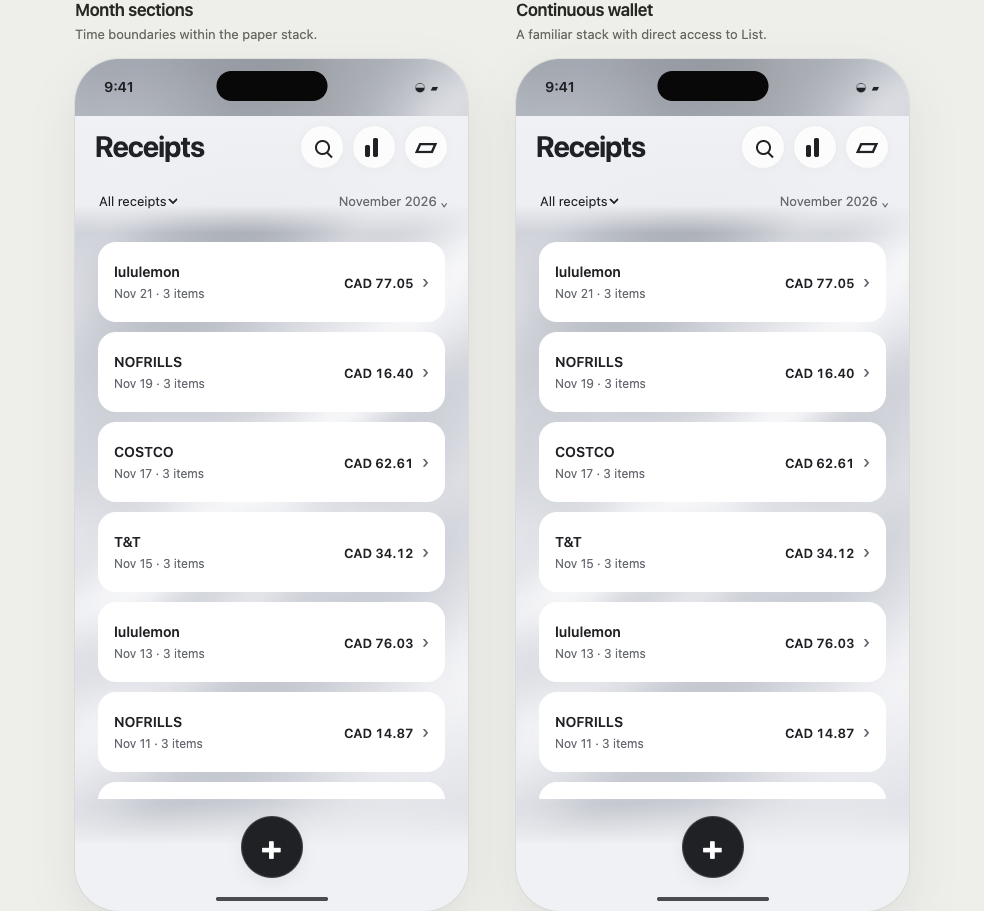 Month sections
Time boundaries within the paper stack.
9:41
Receipts
All receipts
November 2026
lululemon
Nov 21 · 3 items
CAD 77.05
NOFRILLS
Nov 19 · 3 items
CAD 16.40
COSTCO
Nov 17 · 3 items
CAD 62.61
T&T
Nov 15 · 3 items
CAD 34.12
lululemon
Nov 13 · 3 items
CAD 76.03
NOFRILLS
Nov 11 · 3 items
CAD 14.87
Continuous wallet
A familiar stack with direct access to List.
9:41
Receipts
All receipts
November 2026
lululemon
Nov 21 · 3 items
CAD 77.05
NOFRILLS
Nov 19 · 3 items
CAD 16.40
COSTCO
Nov 17 · 3 items
CAD 62.61
T&T
Nov 15 · 3 items
CAD 34.12
lululemon
Nov 13 · 3 items
CAD 76.03
NOFRILLS
Nov 11 · 3 items
CAD 14.87